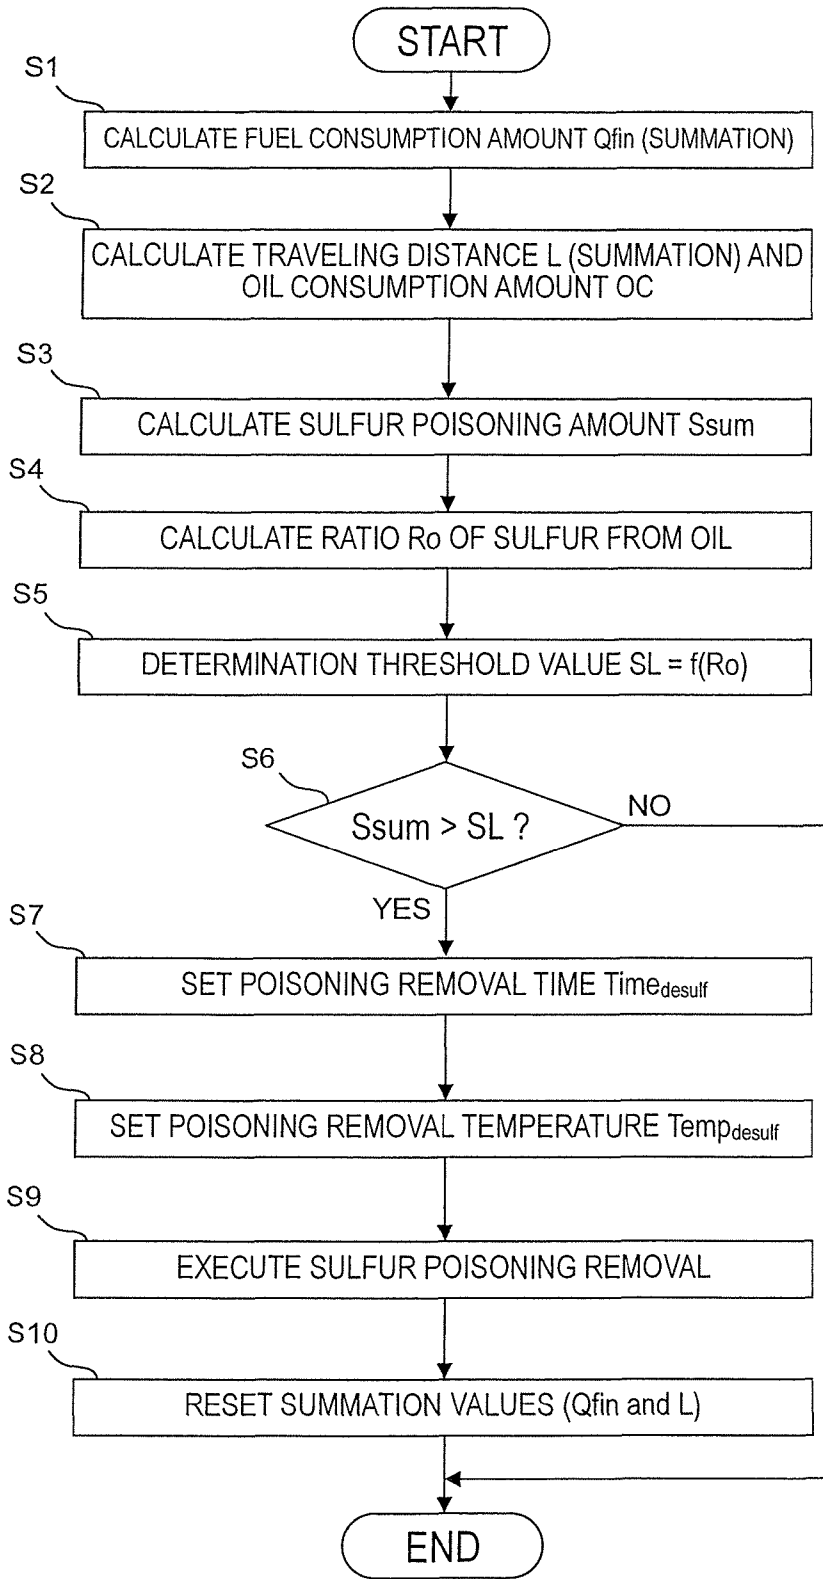 START
S1
CALCULATE FUEL CONSUMPTION AMOUNT Qfin (SUMMATION)
S2
CALCULATE TRAVELING DISTANCE L (SUMMATION) AND
OIL CONSUMPTION AMOUNT OC
S3
CALCULATE SULFUR POISONING AMOUNT Ssum
S4
CALCULATE RATIO Ro OF SULFUR FROM OIL
S5
DETERMINATION THRESHOLD VALUE SL = f(Ro)
S6
Ssum > SL ?
NO
YES
S7
SET POISONING REMOVAL TIME Timedesulf
S8
SET POISONING REMOVAL TEMPERATURE Tempdesulf
S9
EXECUTE SULFUR POISONING REMOVAL
S10
RESET SUMMATION VALUES (Qfin and L)
END